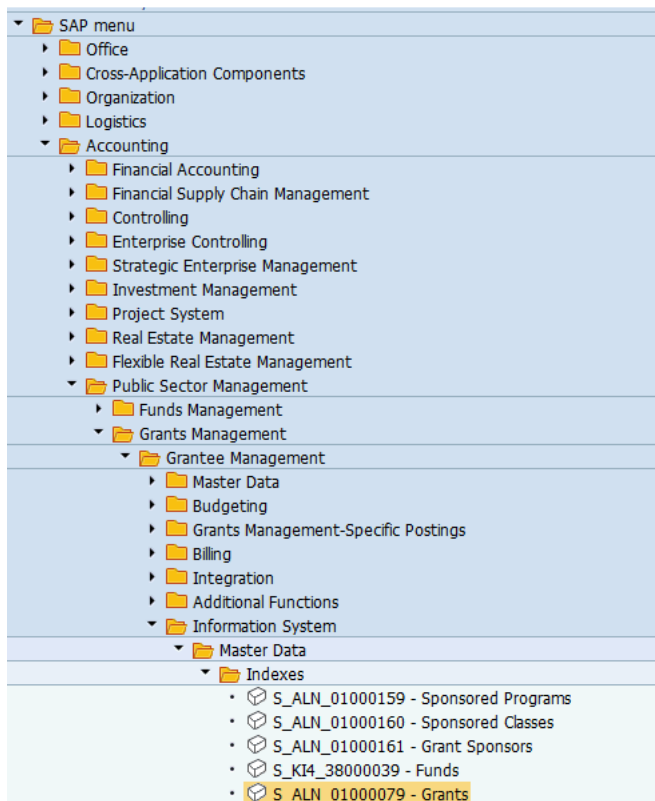 SAP menu
Office
Cross-Application Components
Organization
Logistics
Accounting
Financial Accounting
Financial Supply Chain Management
Controlling
Enterprise Controlling
Strategic Enterprise Management
Investment Management
Project System
Real Estate Management
Flexible Real Estate Management
Public Sector Management
Funds Management
Grants Management
Grantee Management
Master Data
Budgeting
Grants Management-Specific Postings
Billing
Integration
Additional Functions
Information System
Master Data
Indexes
S_ALN_01000159 - Sponsored Programs
S_ALN_01000160 - Sponsored Classes
S_ALN_01000161 - Grant Sponsors
S_KI4_38000039 - Funds
S_ALN_01000079 - Grants